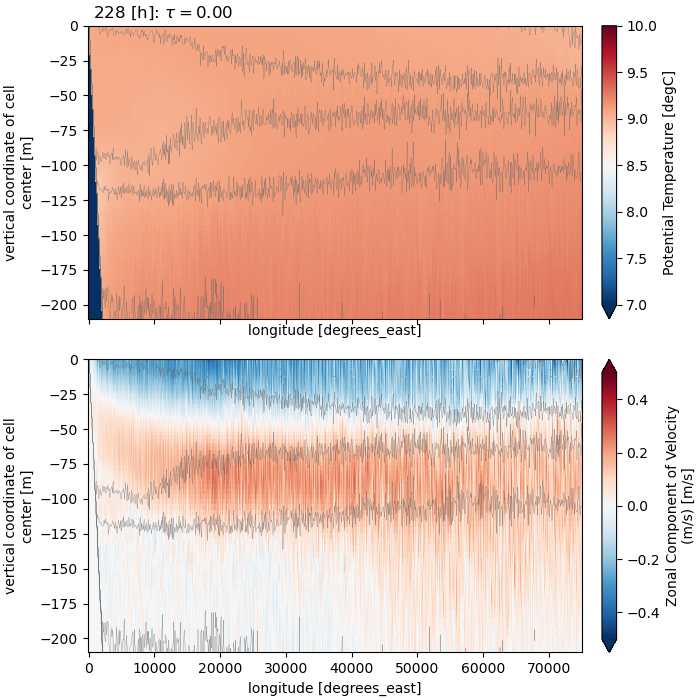 228 [h]: τ = 0.00
0
−25
−50
−75
−100
−125
−150
−175
−200
vertical coordinate of cell
center [m]
longitude [degrees_east]
10.0
9.5
9.0
8.5
8.0
7.5
7.0
Potential Temperature [degC]
0
−25
−50
−75
−100
−125
−150
−175
−200
vertical coordinate of cell
center [m]
0 10000 20000 30000 40000 50000 60000 70000
longitude [degrees_east]
0.4
0.2
0.0
−0.2
−0.4
Zonal Component of Velocity
(m/s) [m/s]